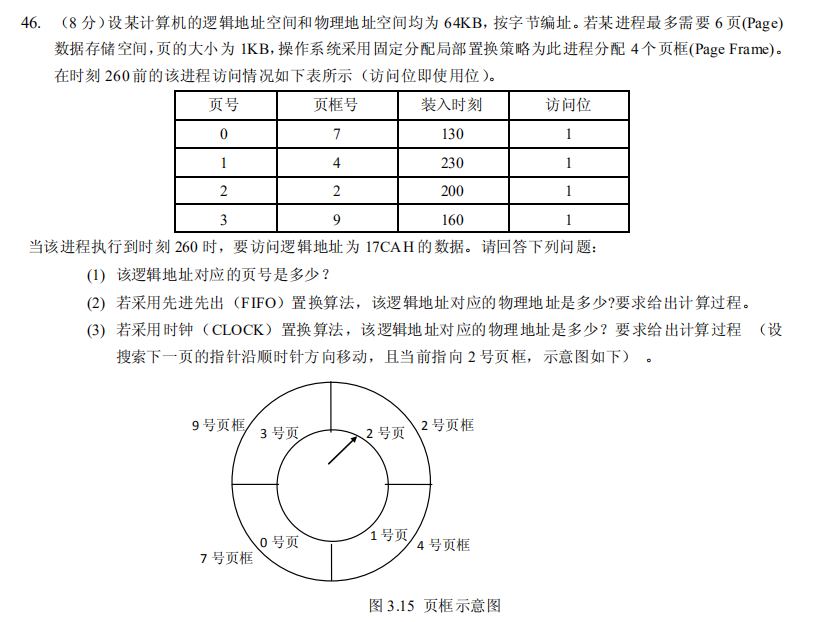 46. （8 分）设某计算机的逻辑地址空间和物理地址空间均为 64KB，按字节编址。若某进程最多需要 6 页(Page)
数据存储空间，页的大小为 1KB，操作系统采用固定分配局部置换策略为此进程分配 4 个页框(Page Frame)。
在时刻 260 前的该进程访问情况如下表所示（访问位即使用位）。
页号 页框号 装入时刻 访问位
0 7 130 1
1 4 230 1
2 2 200 1
3 9 160 1
当该进程执行到时刻 260 时，要访问逻辑地址为 17CAH 的数据。请回答下列问题：
(1) 该逻辑地址对应的页号是多少？
(2) 若采用先进先出（FIFO）置换算法，该逻辑地址对应的物理地址是多少?要求给出计算过程。
(3) 若采用时钟（CLOCK）置换算法，该逻辑地址对应的物理地址是多少？要求给出计算过程 （设
搜索下一页的指针沿顺时针方向移动，且当前指向 2 号页框，示意图如下） 。
9 号页框 3 号页 2 号页 2 号页框
7 号页框 0 号页 1 号页 4 号页框
图 3.15 页框示意图